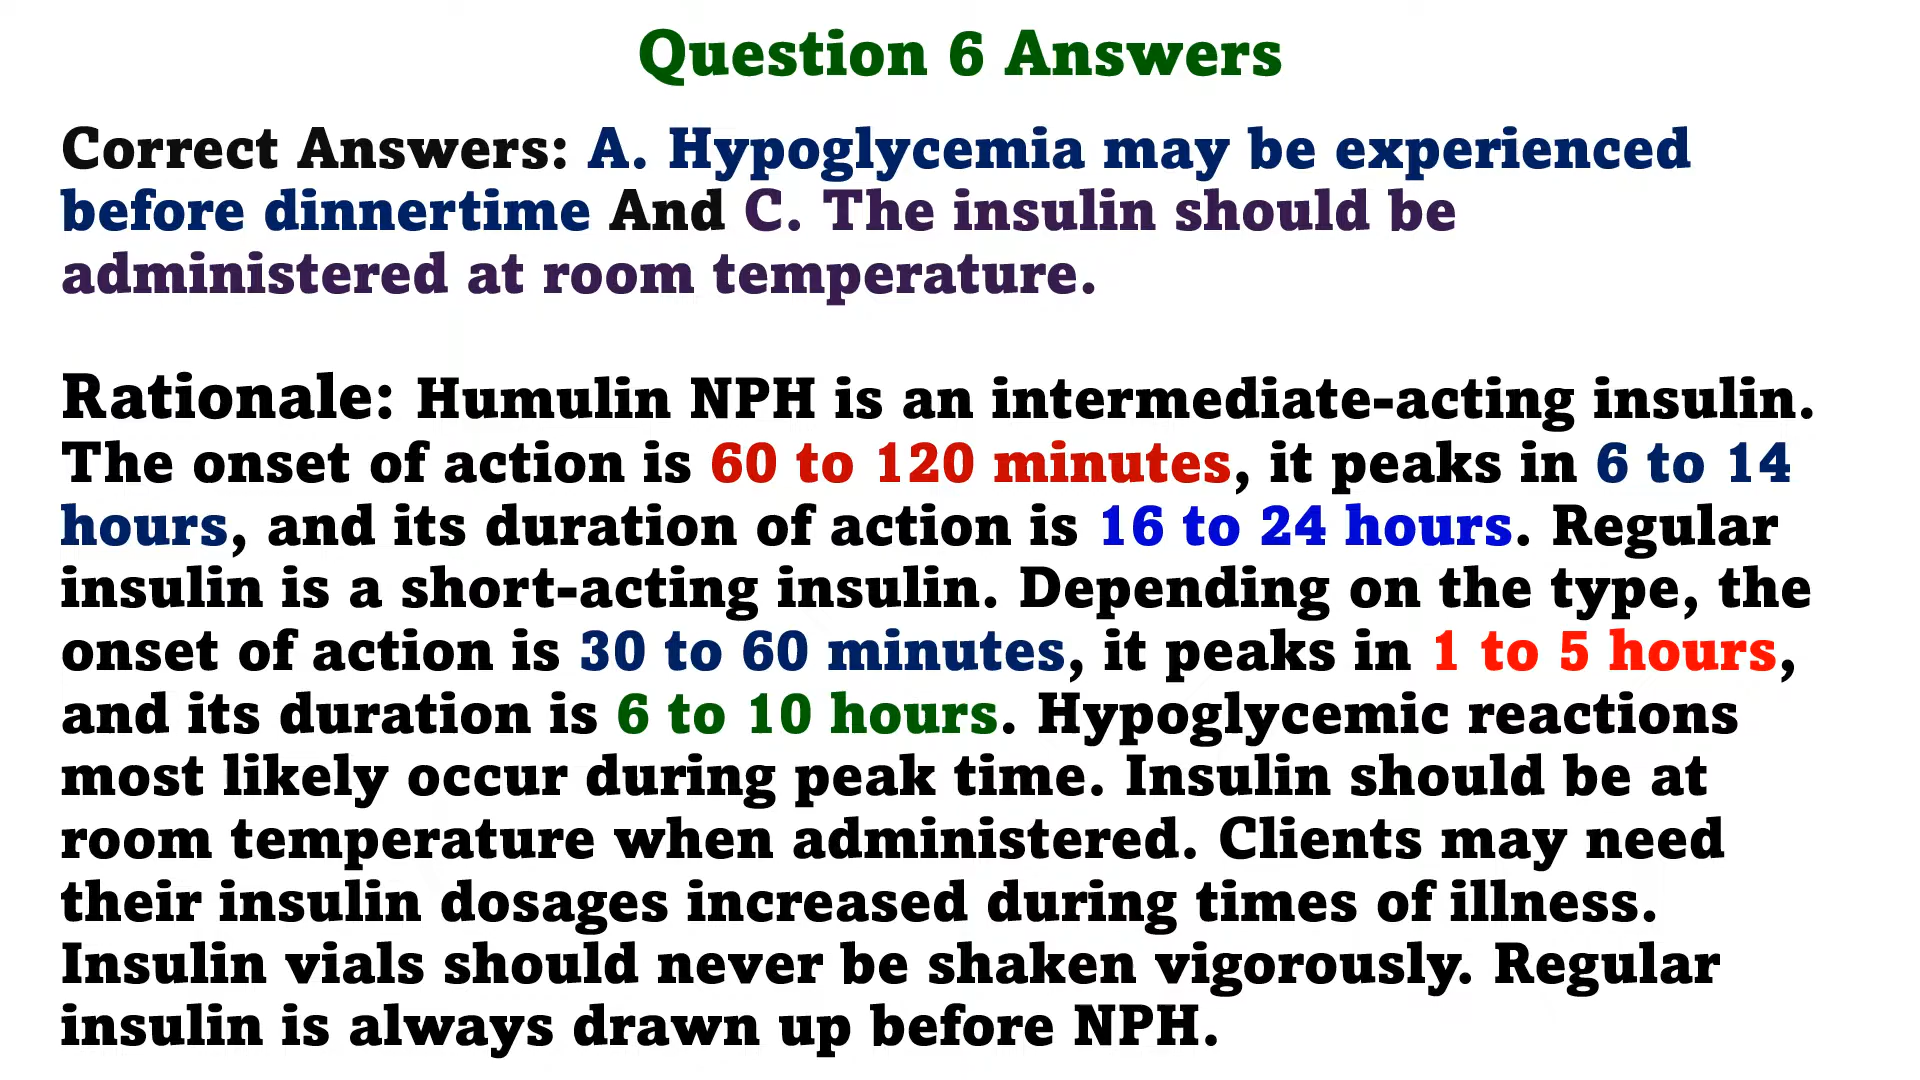 Question 6 Answers
Correct Answers: A. Hypoglycemia may be experienced
before dinnertime And C. The insulin should be
administered at room temperature.
Rationale: Humulin NPH is an intermediate-acting insulin.
The onset of action is 60 to 120 minutes, it peaks in 6 to 14
hours, and its duration of action is 16 to 24 hours. Regular
insulin is a short-acting insulin. Depending on the type, the
onset of action is 30 to 60 minutes, it peaks in 1 to 5 hours,
and its duration is 6 to 10 hours. Hypoglycemic reactions
most likely occur during peak time. Insulin should be at
room temperature when administered. Clients may need
their insulin dosages increased during times of illness.
Insulin vials should never be shaken vigorously. Regular
insulin is always drawn up before NPH.